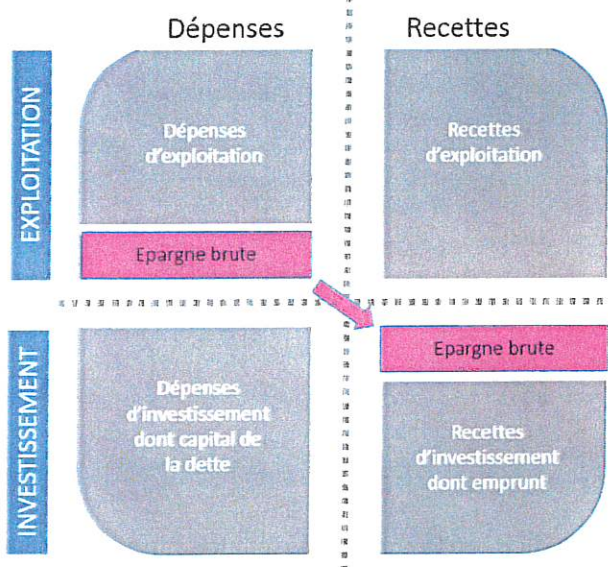 Dépenses
Recettes
EXPLOITATION
Dépenses
d'exploitation
Recettes
d'exploitation
Epargne brute
INVESTISSEMENT
Epargne brute
Dépenses
d'investissement
dont capital de
la dette
Recettes
d'investissement
dont emprunt